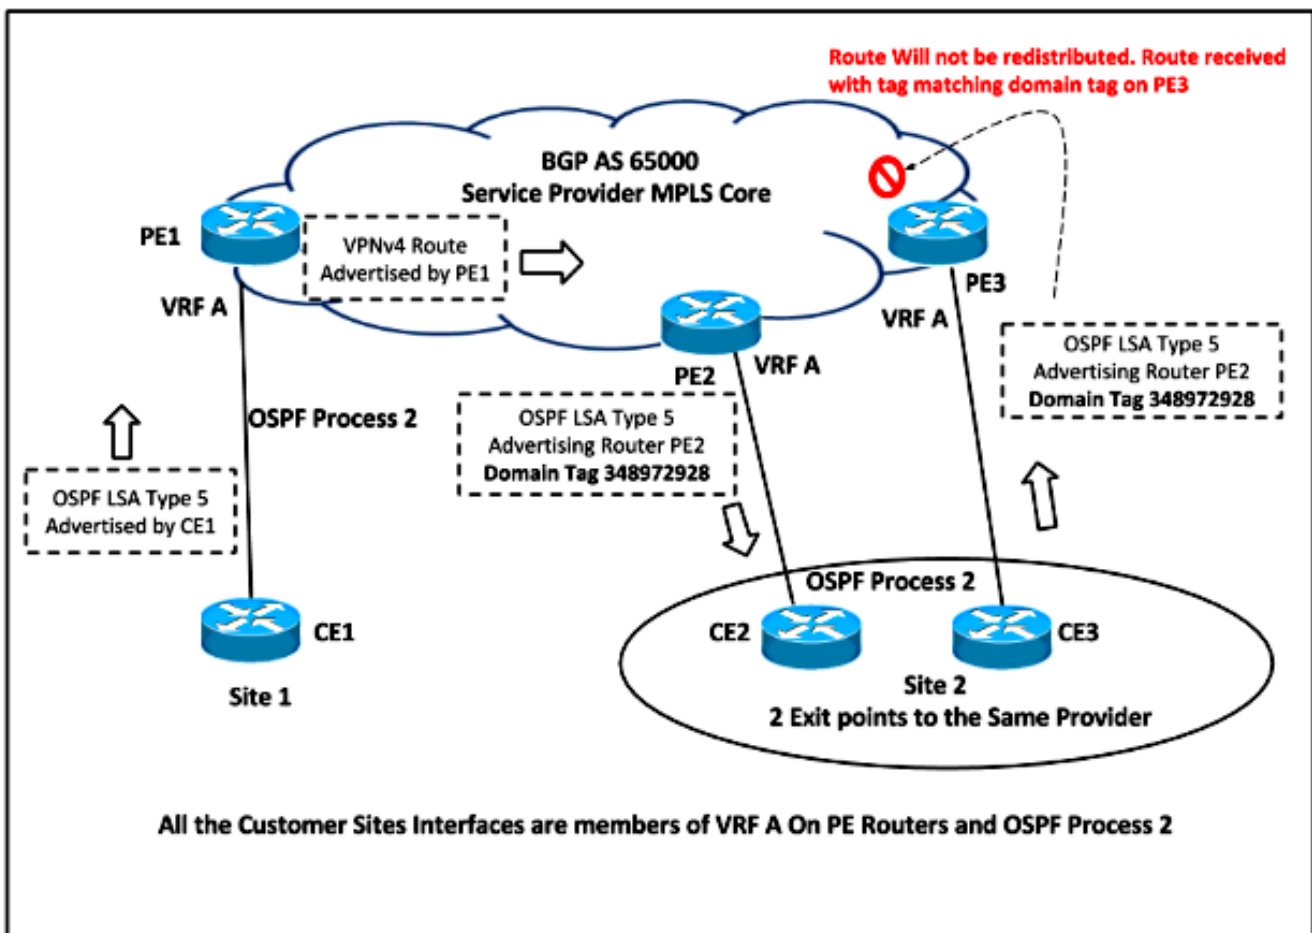 Route Will not be redistributed. Route received
with tag matching domain tag on PE3
BGP AS 65000
Service Provider MPLS Core
PE1
VPNv4 Route
Advertised by PE1
PE3
VRF A
VRF A
PE2
VRF A
OSPF LSA Type 5
Advertising Router PE2
Domain Tag 348972928
OSPF Process 2
OSPF LSA Type 5
Advertising Router PE2
Domain Tag 348972928
OSPF LSA Type 5
Advertised by CE1
OSPF Process 2
CE1
CE2
CE3
Site 1
Site 2
2 Exit points to the Same Provider
All the Customer Sites Interfaces are members of VRF A On PE Routers and OSPF Process 2